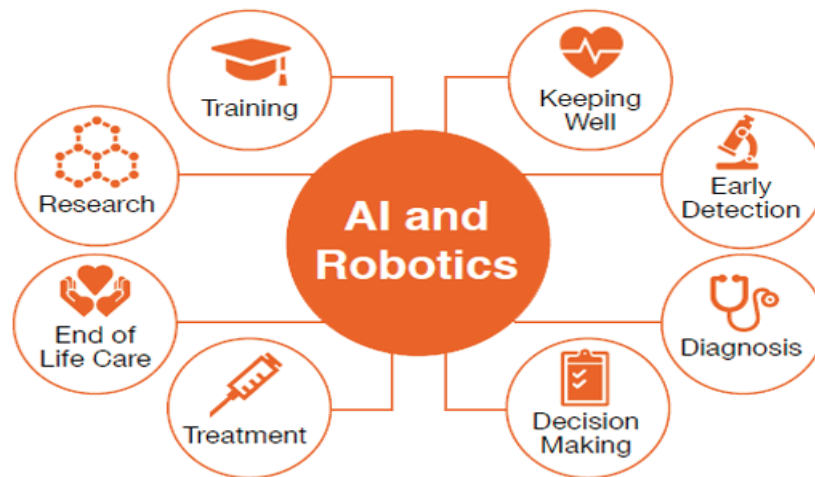 Training
Keeping
Well
Research
Early
Detection
AI and
Robotics
End of
Life Care
Diagnosis
Treatment
Decision
Making